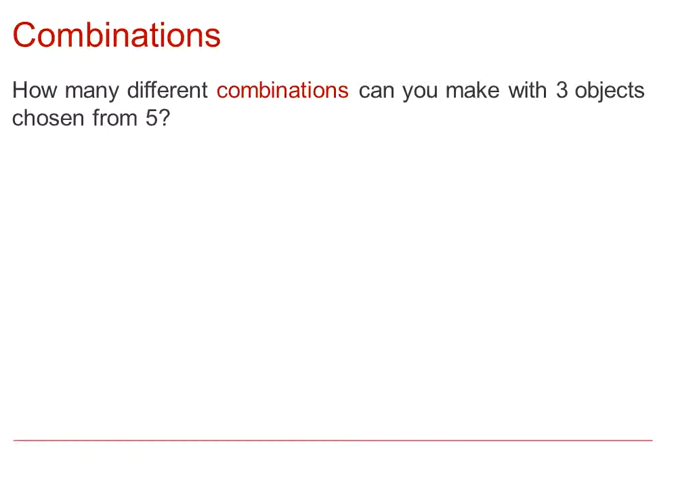 Combinations
How many different combinations can you make with 3 objects
chosen from 5?